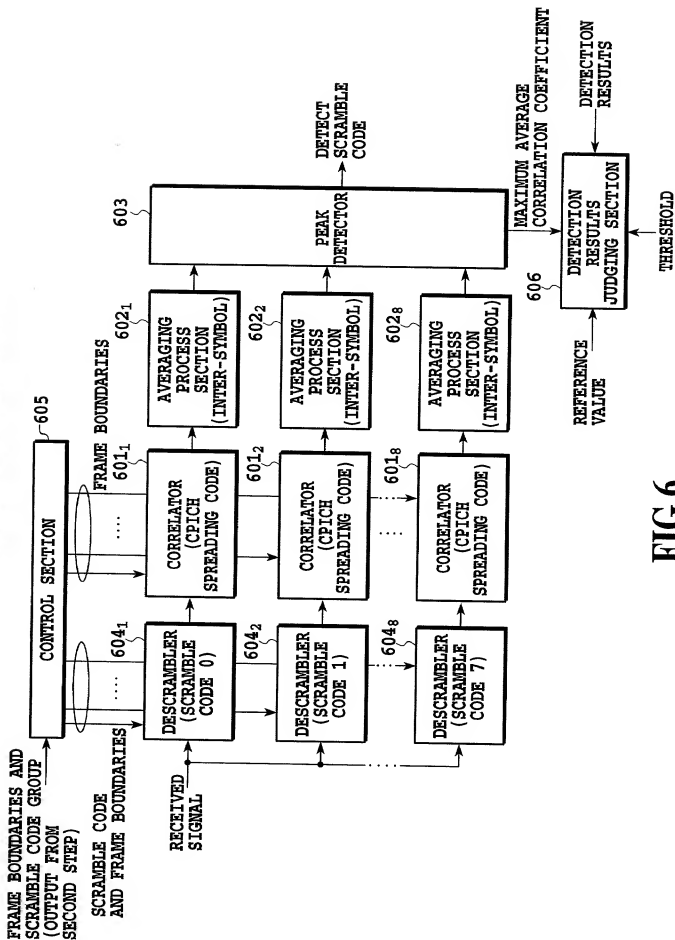 FRAME BOUNDARIES AND
SCRAMBLE CODE GROUP
(OUTPUT FROM
SECOND STEP)
605
CONTROL SECTION
SCRAMBLE CODE
AND FRAME BOUNDARIES
FRAME BOUNDARIES
RECEIVED
SIGNAL
604₁
DESCRAMBLER
(SCRAMBLE
CODE 0)
601₁
CORRELATOR
(CPICH
SPREADING CODE)
602₁
AVERAGING
PROCESS
SECTION
(INTER-SYMBOL)
604₂
DESCRAMBLER
(SCRAMBLE
CODE 1)
601₂
CORRELATOR
(CPICH
SPREADING CODE)
602₂
AVERAGING
PROCESS
SECTION
(INTER-SYMBOL)
604₈
DESCRAMBLER
(SCRAMBLE
CODE 7)
601₈
CORRELATOR
(CPICH
SPREADING CODE)
602₈
AVERAGING
PROCESS
SECTION
(INTER-SYMBOL)
603
PEAK
DETECTOR
DETECT
SCRAMBLE
CODE
MAXIMUM AVERAGE
CORRELATION COEFFICIENT
606
DETECTION
RESULTS
JUDGING SECTION
REFERENCE
VALUE
DETECTION
RESULTS
THRESHOLD
FIG.6